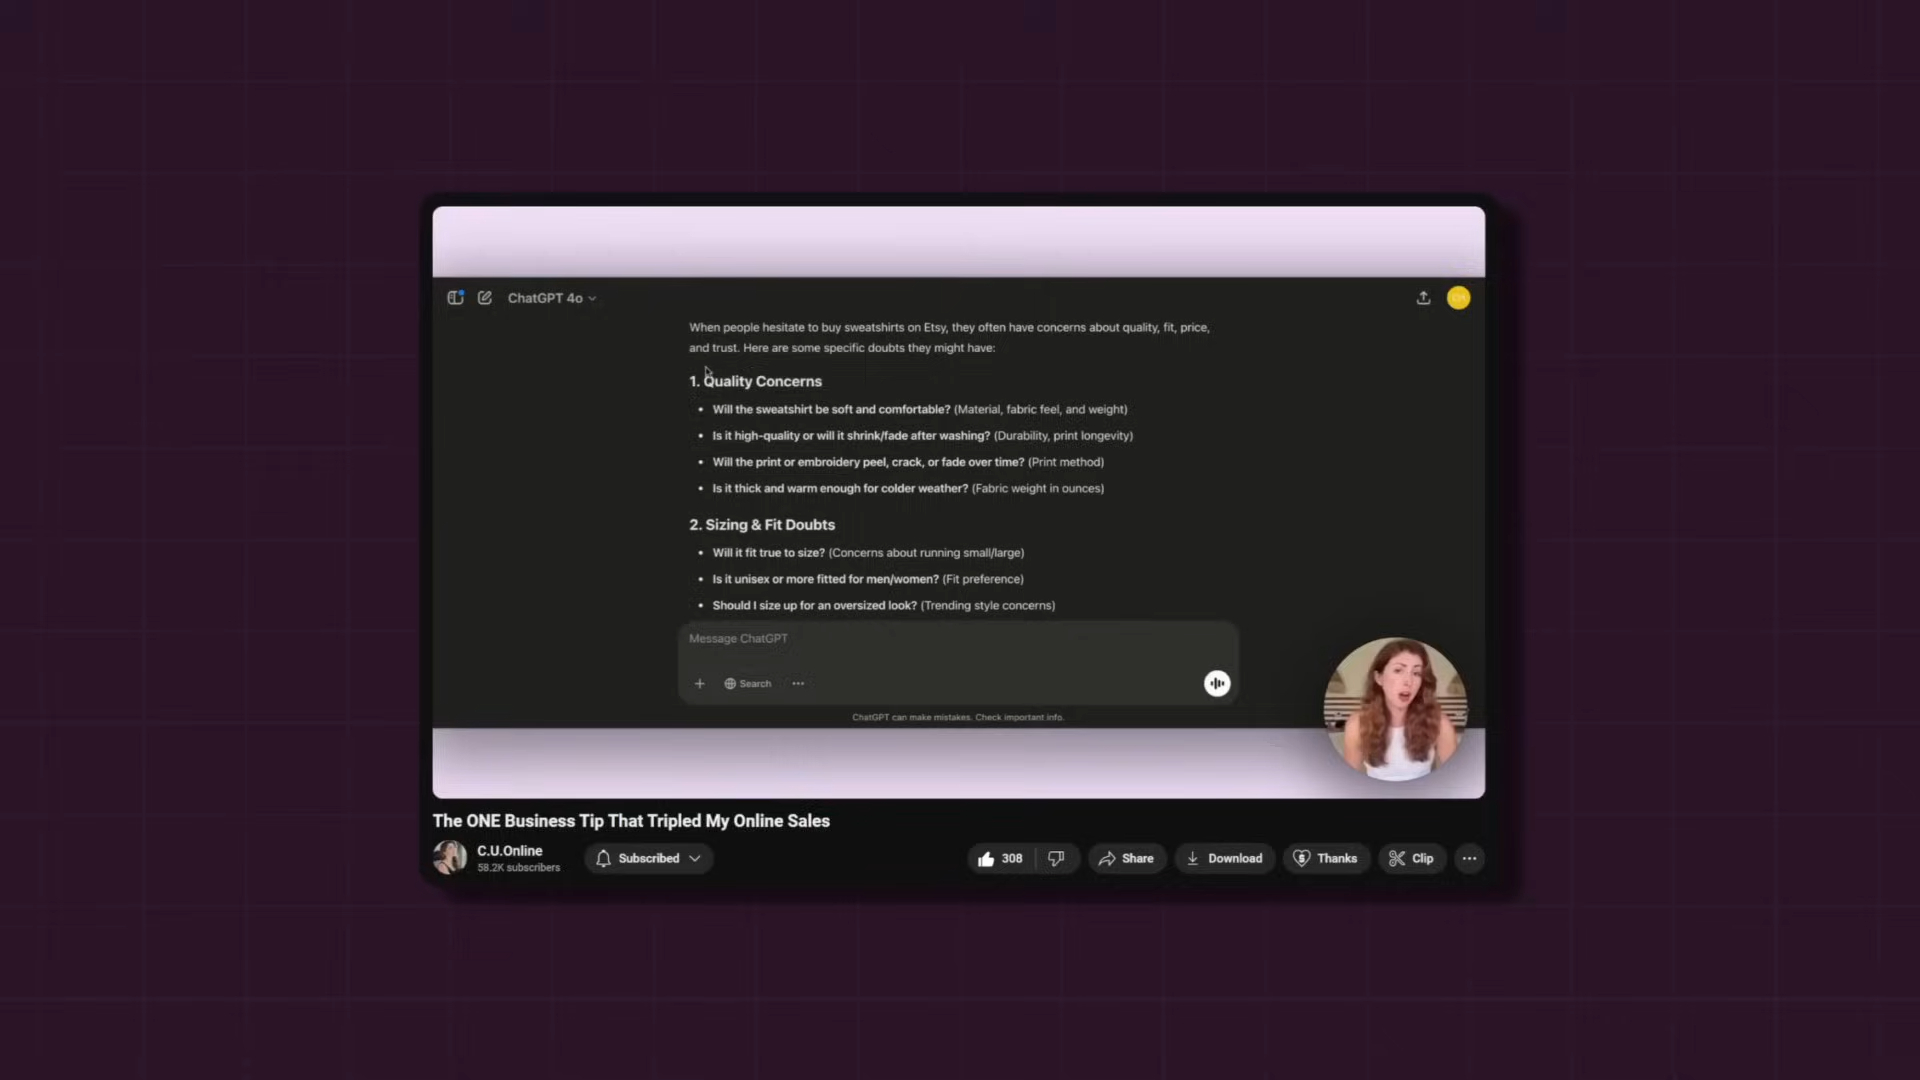 ChatGPT 4o
When people hesitate to buy sweatshirts on Etsy, they often have concerns about quality, fit, price,
and trust. Here are some specific doubts they might have:
1. Quality Concerns
• Will the sweatshirt be soft and comfortable? (Material, fabric feel, and weight)
• Is it high-quality or will it shrink/fade after washing? (Durability, print longevity)
• Will the print or embroidery peel, crack, or fade over time? (Print method)
• Is it thick and warm enough for colder weather? (Fabric weight in ounces)
2. Sizing & Fit Doubts
• Will it fit true to size? (Concerns about running small/large)
• Is it unisex or more fitted for men/women? (Fit preference)
• Should I size up for an oversized look? (Trending style concerns)
Message ChatGPT
Search
ChatGPT can make mistakes. Check important info.
The ONE Business Tip That Tripled My Online Sales
C.U.Online
58.2K subscribers
Subscribed
308
Share
Download
Thanks
Clip